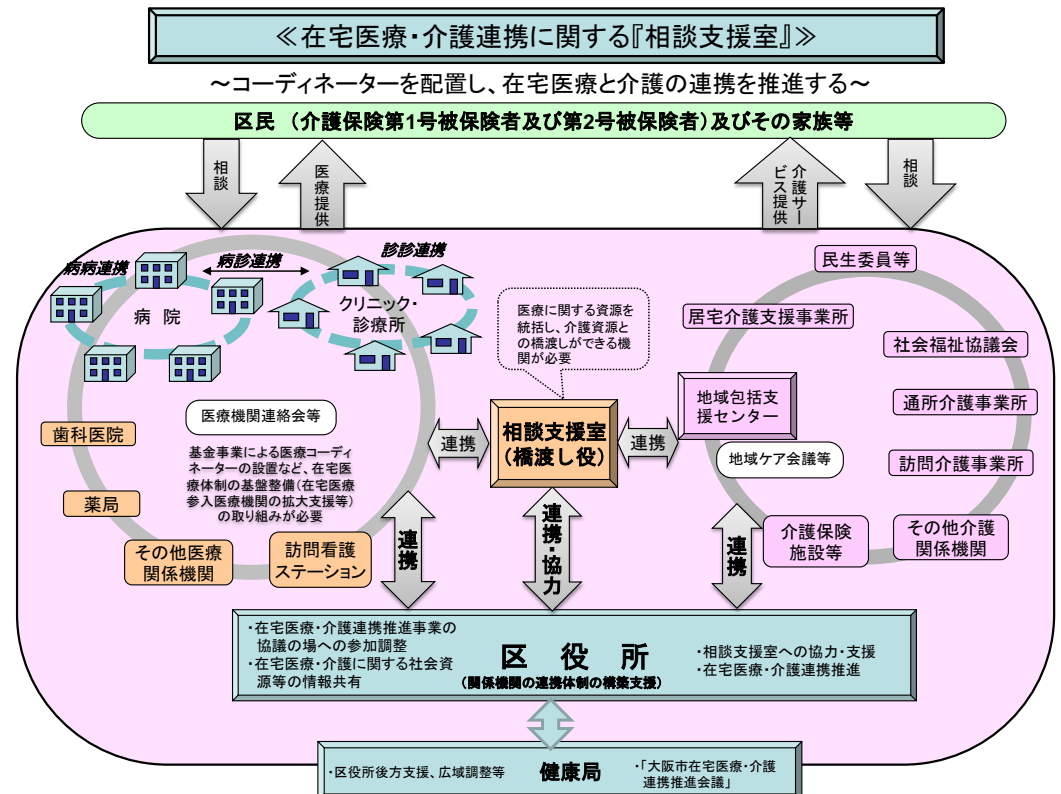 ≪在宅医療・介護連携に関する『相談支援室』≫
～コーディネーターを配置し、在宅医療と介護の連携を推進する～
区民 （介護保険第1号被保険者及び第2号被保険者）及びその家族等
相談
医療提供
介護サー
ビス提供
相談
病病連携
病診連携
診診連携
病 院
クリニック・
診療所
医療機関連絡会等
基金事業による医療コーディ
ネーターの設置など、在宅医
療体制の基盤整備(在宅医療
参入医療機関の拡大支援等)
の取り組みが必要
歯科医院
薬局
その他医療
関係機関
訪問看護
ステーション
医療に関する資源を
統括し、介護資源と
の橋渡しができる機
関が必要
連携
相談支援室
(橋渡し役)
連携
民生委員等
居宅介護支援事業所
社会福祉協議会
地域包括支
援センター
通所介護事業所
地域ケア会議等
訪問介護事業所
介護保険
施設等
その他介護
関係機関
連携
連携・協力
連携
・在宅医療・介護連携推進事業の
協議の場への参加調整
・在宅医療・介護に関する社会資
源等の情報共有
区 役 所
(関係機関の連携体制の構築支援)
・相談支援室への協力・支援
・在宅医療・介護連携推進
・区役所後方支援、広域調整等
健康局
・「大阪市在宅医療・介護
連携推進会議」